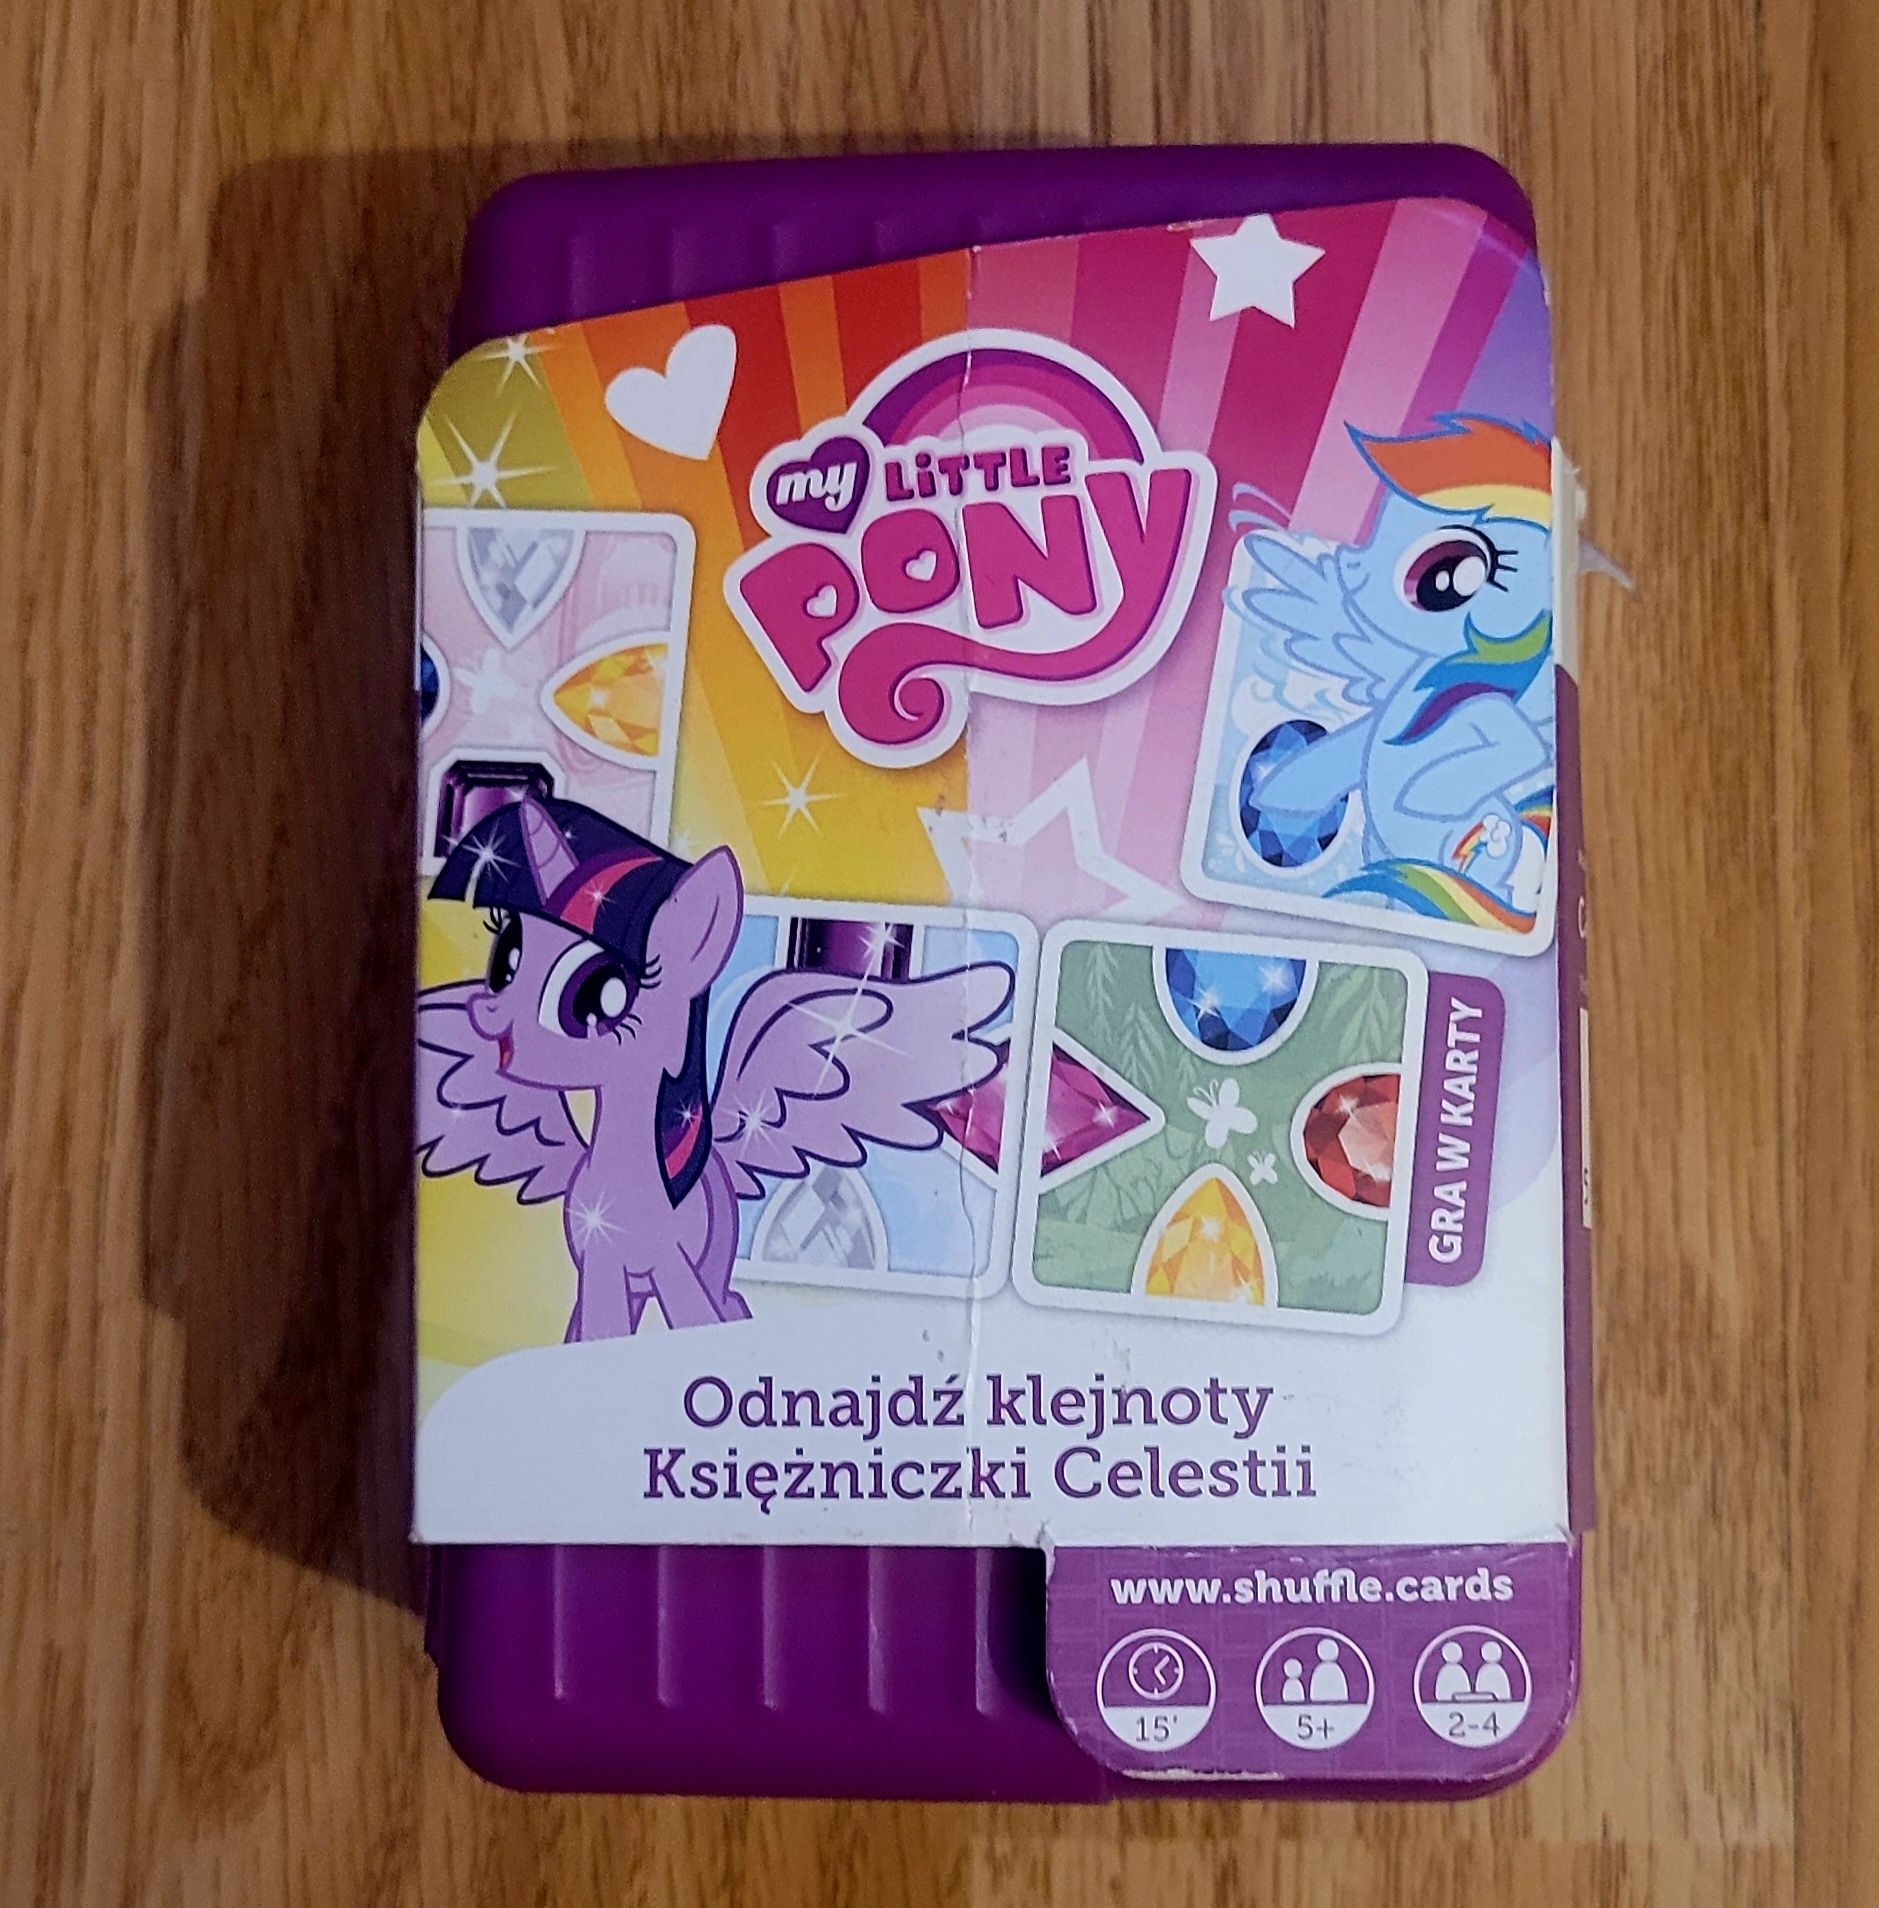 my LiTTLE
PONY
GRA W KARTY
Odnajdź klejnoty
Księżniczki Celestii
www.shuffle.cards
15' 5+ 2-4